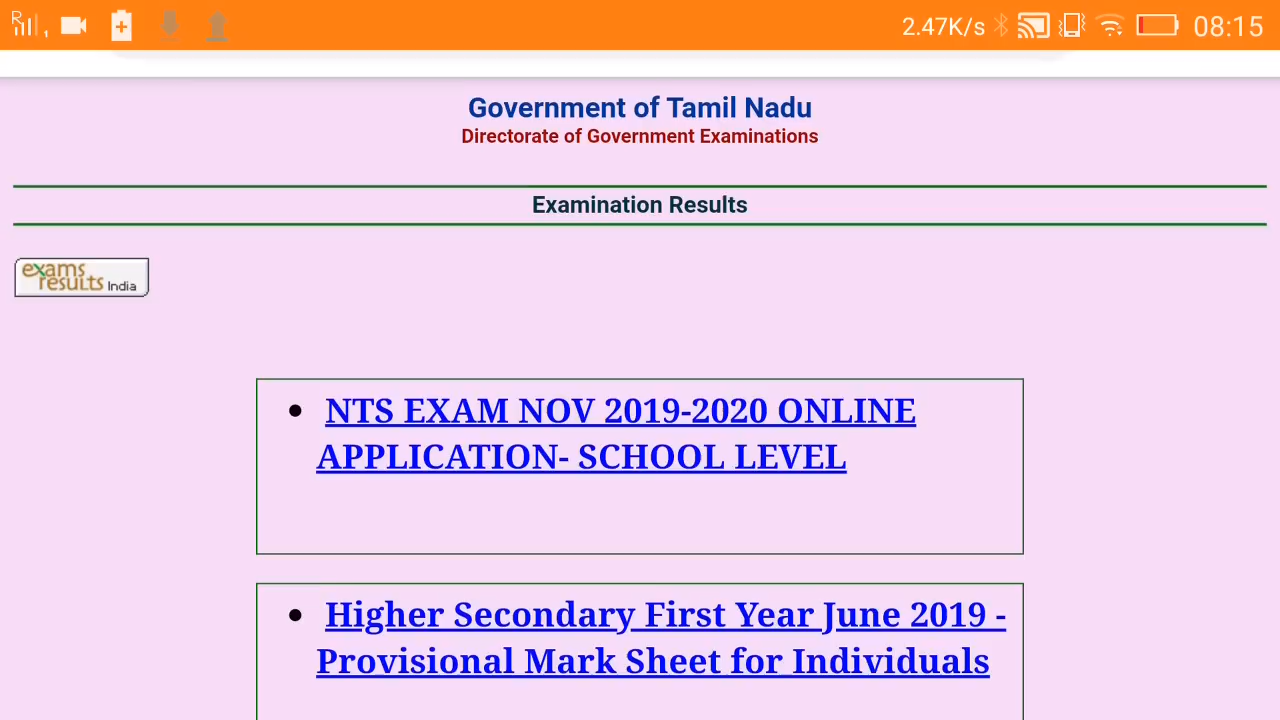 R 2.47K/s 08:15
Government of Tamil Nadu
Directorate of Government Examinations
Examination Results
exams
results India
NTS EXAM NOV 2019-2020 ONLINE
APPLICATION- SCHOOL LEVEL
Higher Secondary First Year June 2019 -
Provisional Mark Sheet for Individuals